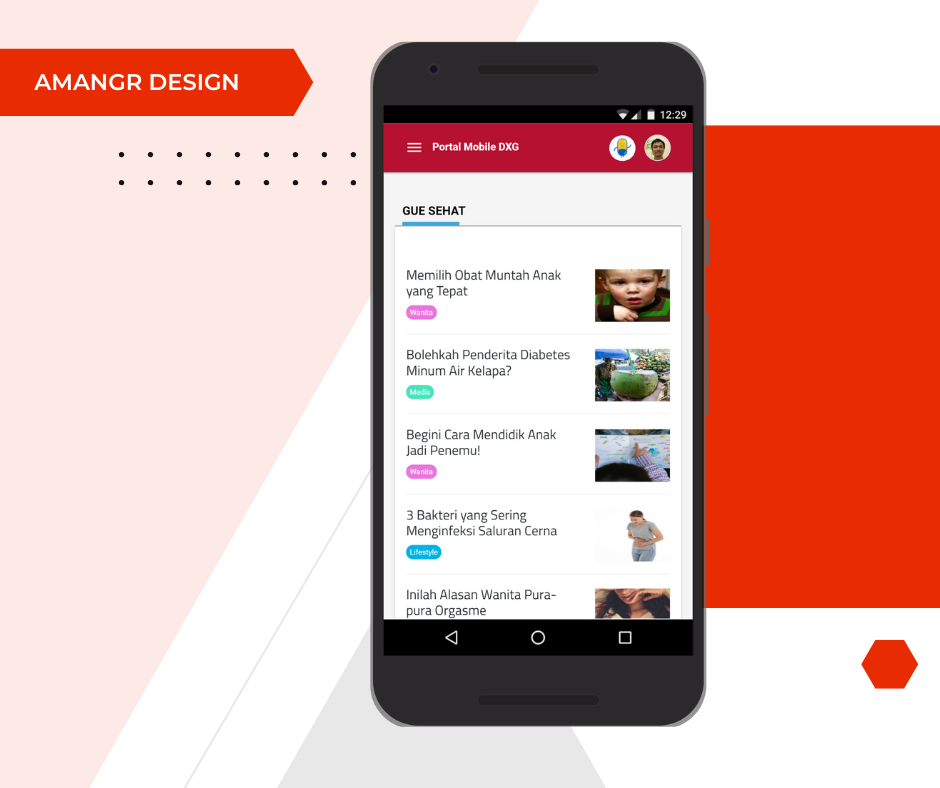 AMANGR DESIGN
12:29
Portal Mobile DXG
GUE SEHAT
Memilih Obat Muntah Anak
yang Tepat
Wanita
Bolehkah Penderita Diabetes
Minum Air Kelapa?
Medis
Begini Cara Mendidik Anak
Jadi Penemu!
Wanita
3 Bakteri yang Sering
Menginfeksi Saluran Cerna
Lifestyle
Inilah Alasan Wanita Pura-
pura Orgasme